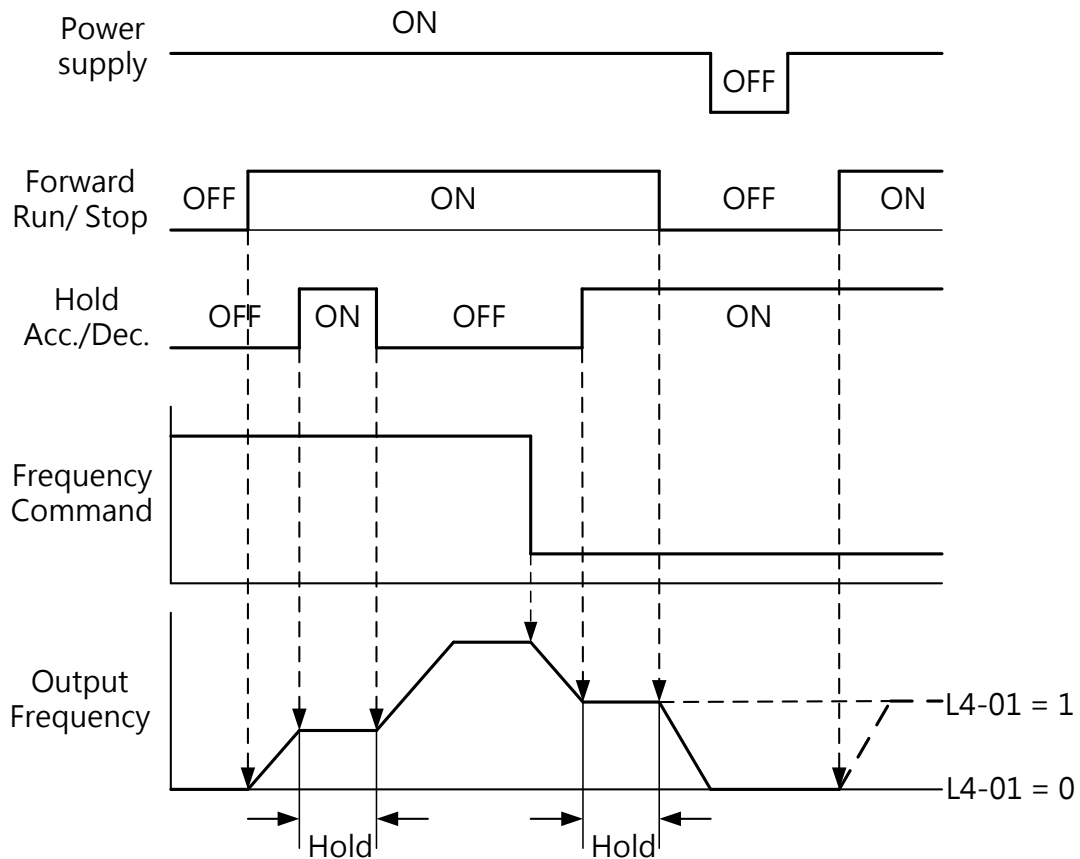 ON
Power
supply
OFF
Forward
Run/ Stop
OFF
ON
OFF
ON
Hold
Acc./Dec.
OFF
ON
OFF
ON
Frequency
Command
Output
Frequency
L4-01 = 1
L4-01 = 0
Hold
Hold